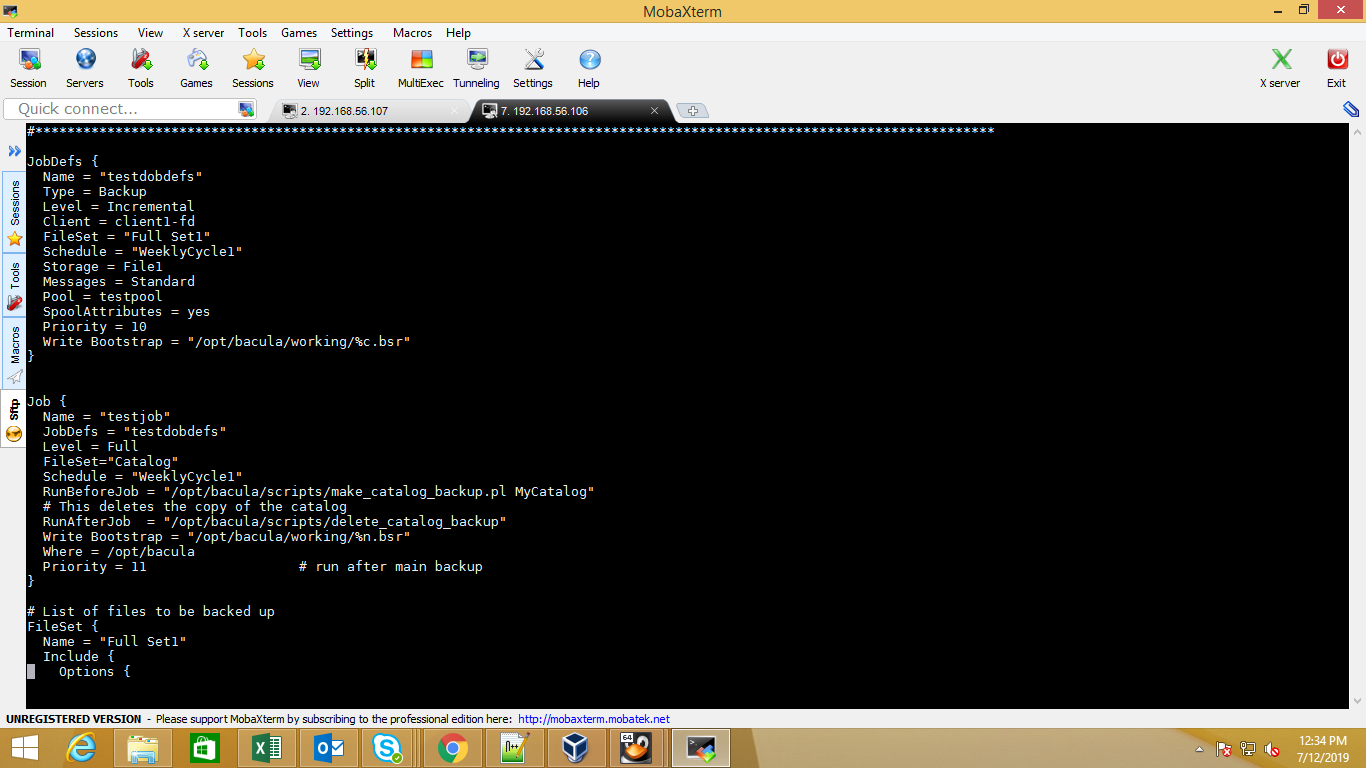 MobaXterm
Terminal Sessions View X server Tools Games Settings Macros Help
Session Servers Tools Games Sessions View Split MultiExec Tunneling Settings Help X server Exit
Quick connect... 2. 192.168.56.107 7. 192.168.56.106
#************************************************************************************************************************
JobDefs {
  Name = "testdobdefs"
  Type = Backup
  Level = Incremental
  Client = client1-fd
  FileSet = "Full Set1"
  Schedule = "WeeklyCycle1"
  Storage = File1
  Messages = Standard
  Pool = testpool
  SpoolAttributes = yes
  Priority = 10
  Write Bootstrap = "/opt/bacula/working/%c.bsr"
}
Job {
  Name = "testjob"
  JobDefs = "testdobdefs"
  Level = Full
  FileSet="Catalog"
  Schedule = "WeeklyCycle1"
  RunBeforeJob = "/opt/bacula/scripts/make_catalog_backup.pl MyCatalog"
  # This deletes the copy of the catalog
  RunAfterJob  = "/opt/bacula/scripts/delete_catalog_backup"
  Write Bootstrap = "/opt/bacula/working/%n.bsr"
  Where = /opt/bacula
  Priority = 11                   # run after main backup
}
# List of files to be backed up
FileSet {
  Name = "Full Set1"
  Include {
    Options {
Sessions
Tools
Macros
Sftp
UNREGISTERED VERSION - Please support MobaXterm by subscribing to the professional edition here: http://mobaxterm.mobatek.net
64
12:34 PM
7/12/2019